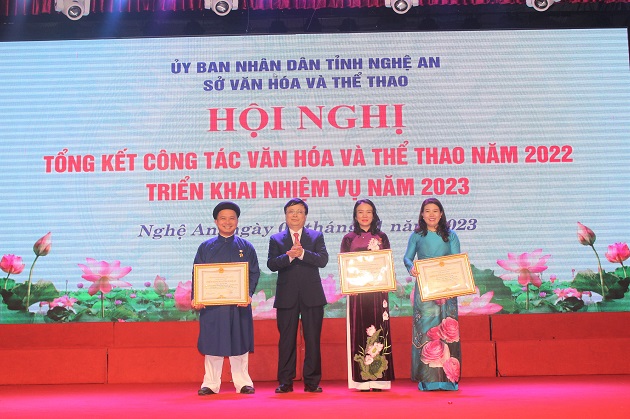 ỦY BAN NHÂN DÂN TỈNH NGHỆ AN
SỞ VĂN HÓA VÀ THỂ THAO
HỘI NGHỊ
TỔNG KẾT CÔNG TÁC VĂN HÓA VÀ THỂ THAO NĂM 2022
TRIỂN KHAI NHIỆM VỤ NĂM 2023
Nghệ An, ngày 2023